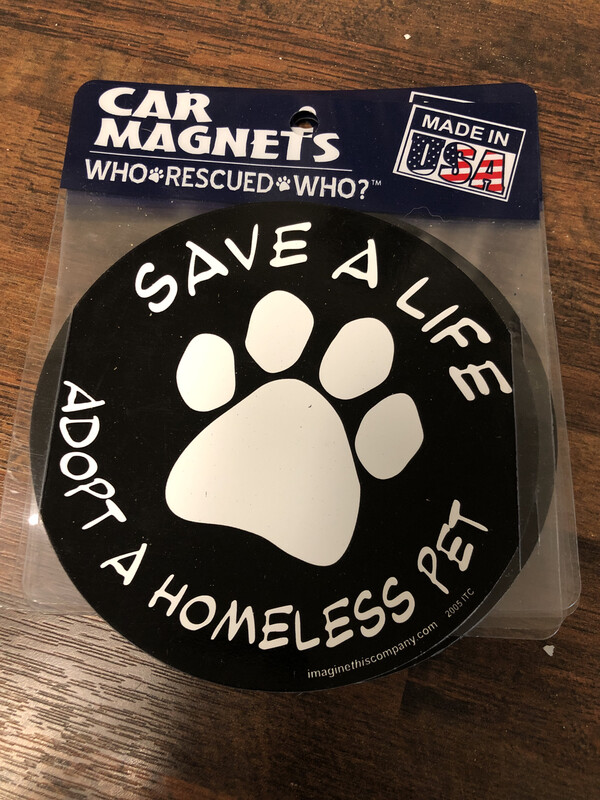 CAR
MAGNETS
WHO RESCUED WHO?™
MADE IN
USA
SAVE A LIFE
ADOPT A HOMELESS PET
imaginethiscompany.com 2005 ITC